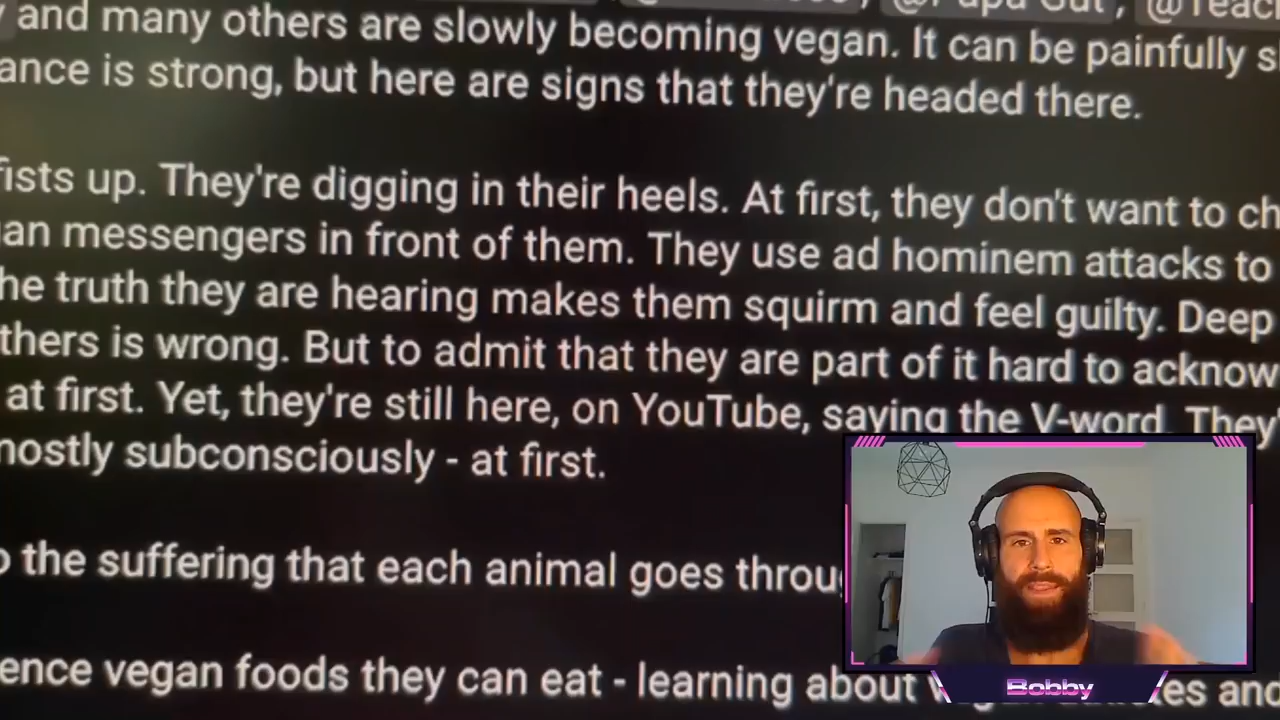 and many others are slowly becoming vegan. It can be painfully
ance is strong, but here are signs that they're headed there.
fists up. They're digging in their heels. At first, they don't want to ch
an messengers in front of them. They use ad hominem attacks to
he truth they are hearing makes them squirm and feel guilty. Deep
thers is wrong. But to admit that they are part of it hard to acknow
at first. Yet, they're still here, on YouTube, saying the V-word. They'
mostly subconsciously - at first.
the suffering that each animal goes throug
ence vegan foods they can eat - learning about
and
Bobby